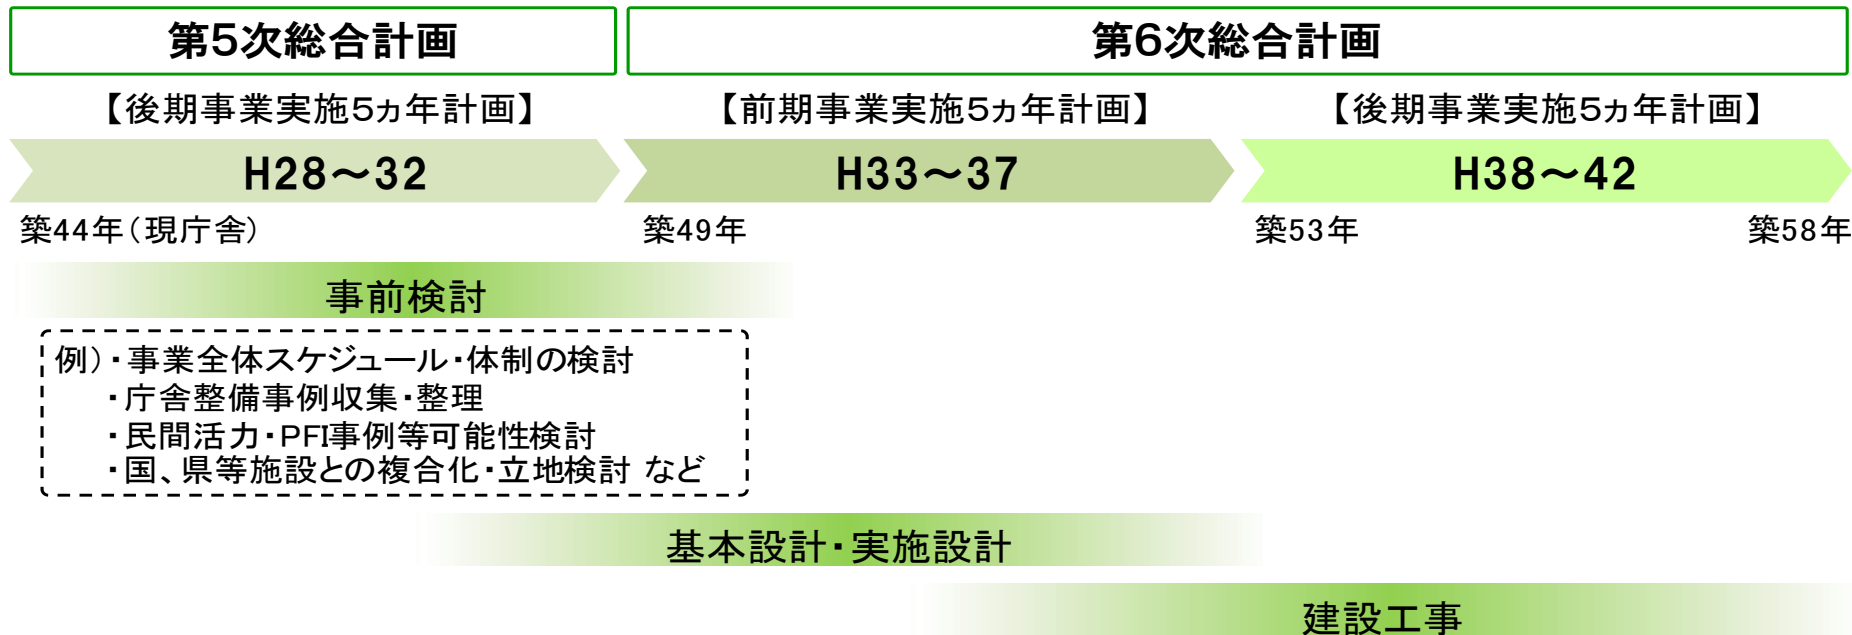 第5次総合計画
第6次総合計画
【後期事業実施5ヵ年計画】
【前期事業実施5ヵ年計画】
【後期事業実施5ヵ年計画】
H28～32
H33～37
H38～42
築44年（現庁舎）
築49年
築53年
築58年
事前検討
例）・事業全体スケジュール・体制の検討
・庁舎整備事例収集・整理
・民間活力・PFI事例等可能性検討
・国、県等施設との複合化・立地検討 など
基本設計・実施設計
建設工事